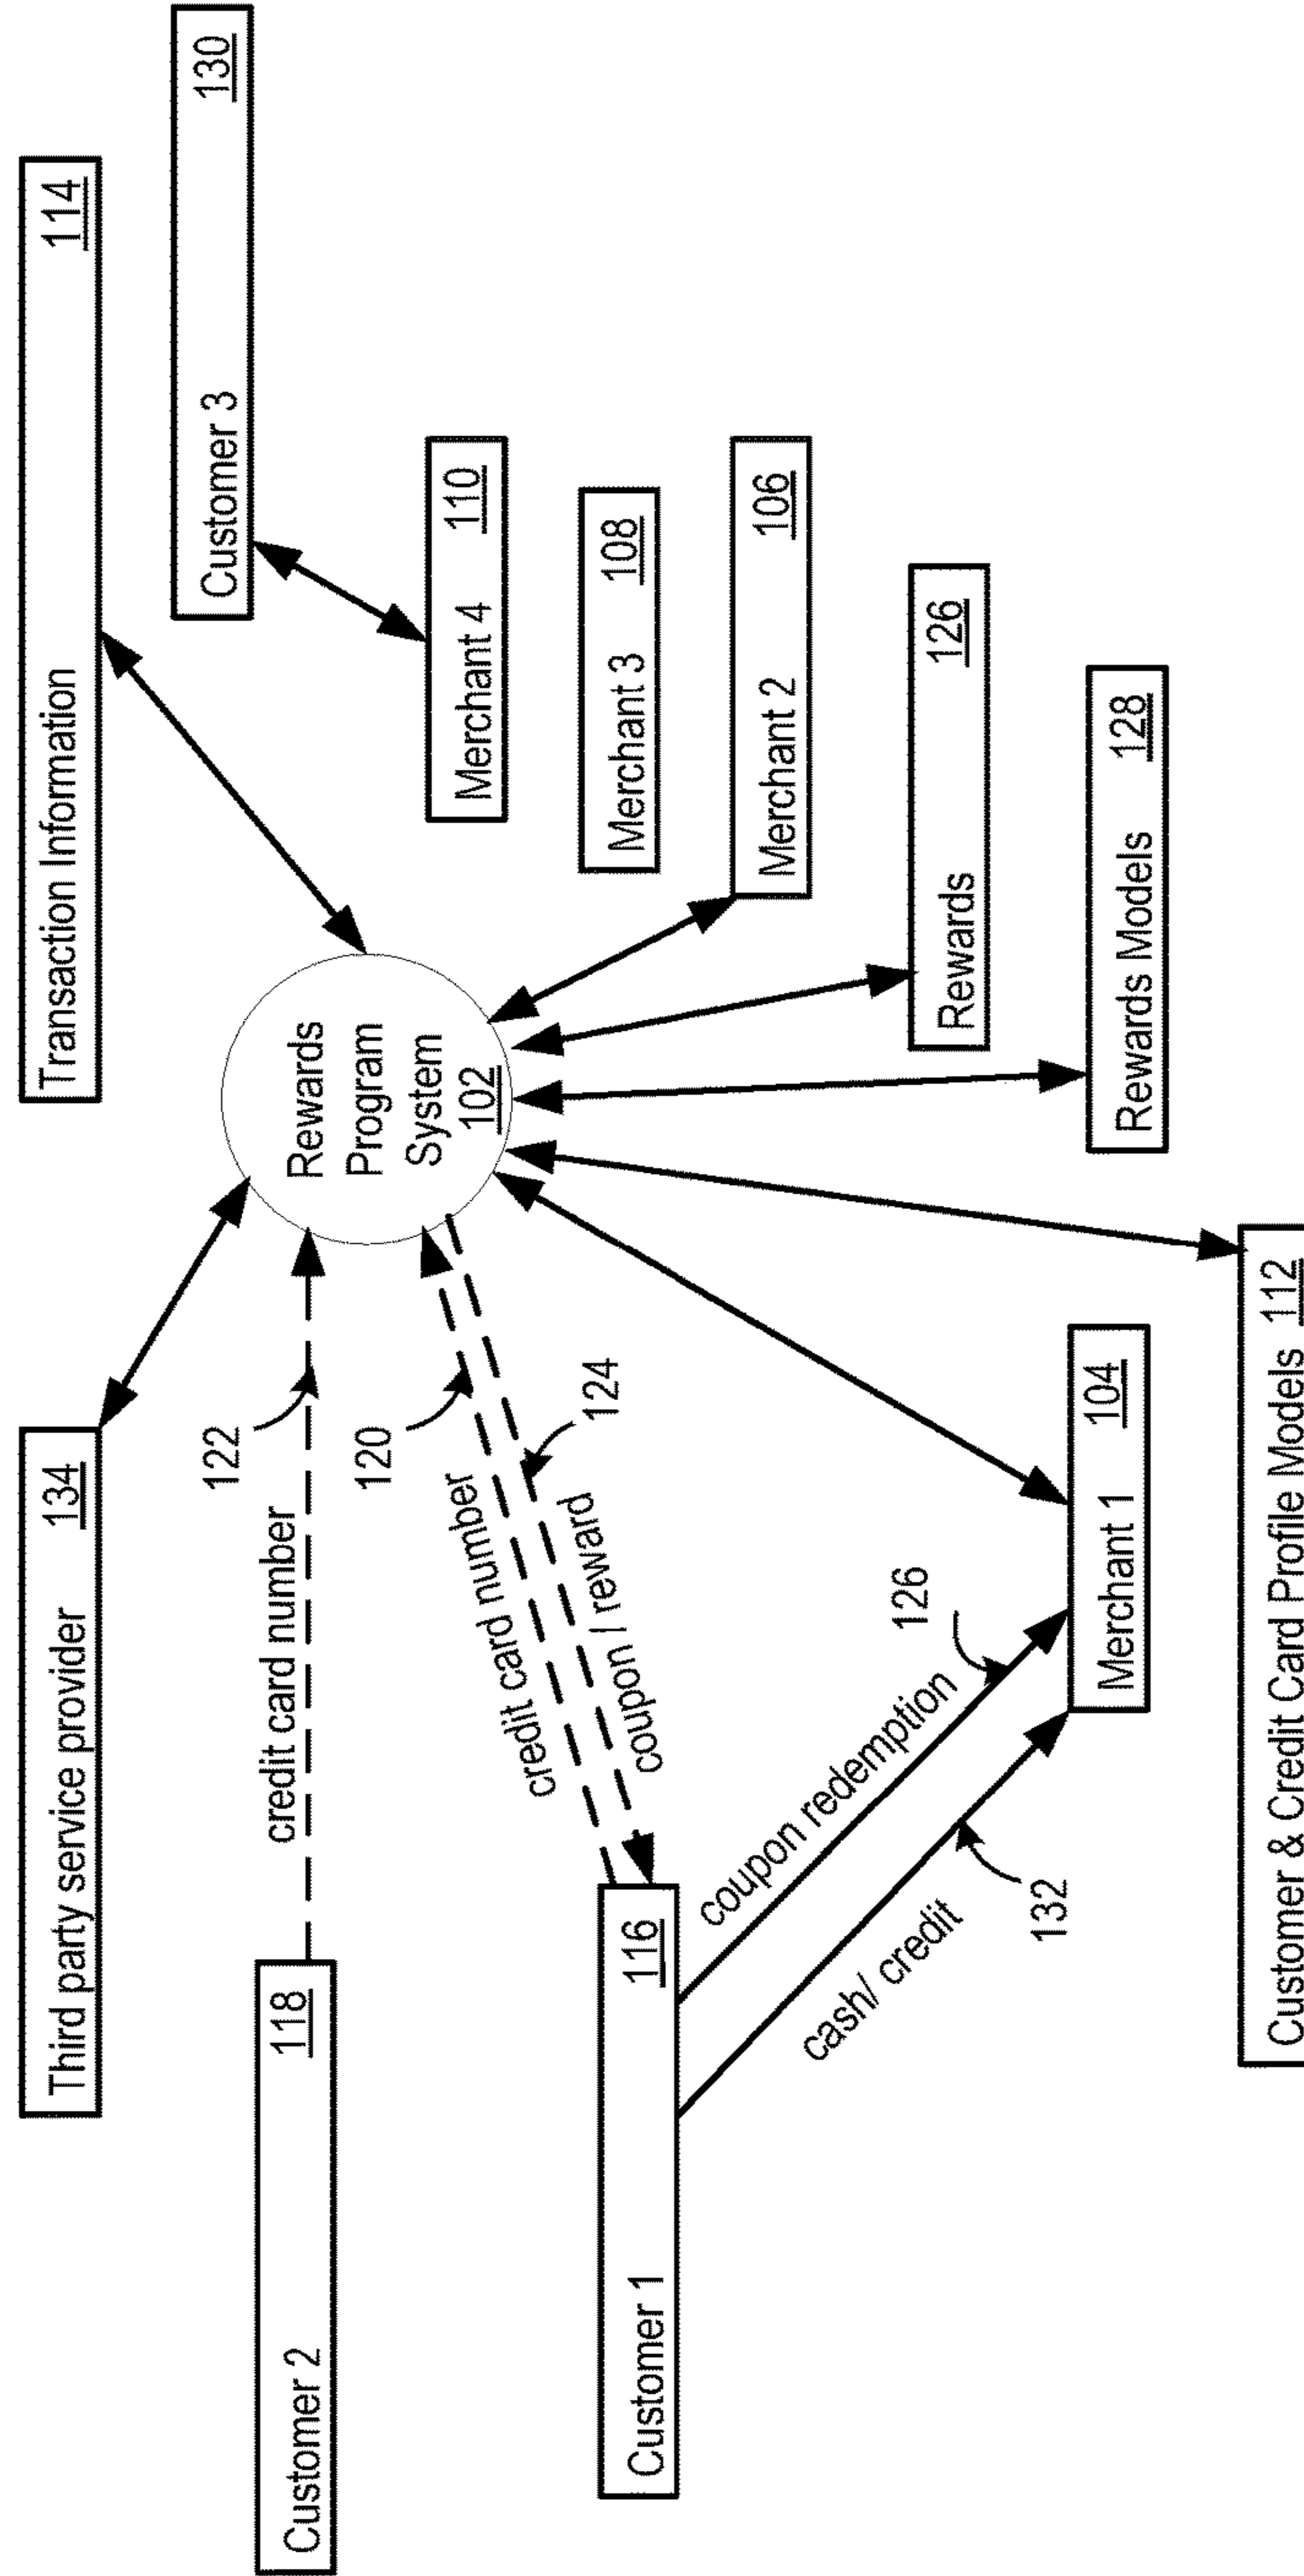 Third party service provider 134
Transaction Information 114
Customer 3 130
Customer 2 118
credit card number
122
Rewards
Program
System
102
120
credit card number
124
coupon / reward
Merchant 4 110
Merchant 3 108
Merchant 2 106
Customer 1 116
coupon redemption
126
cash/ credit
132
Rewards 126
Merchant 1 104
Rewards Models 128
Customer & Credit Card Profile Models 112